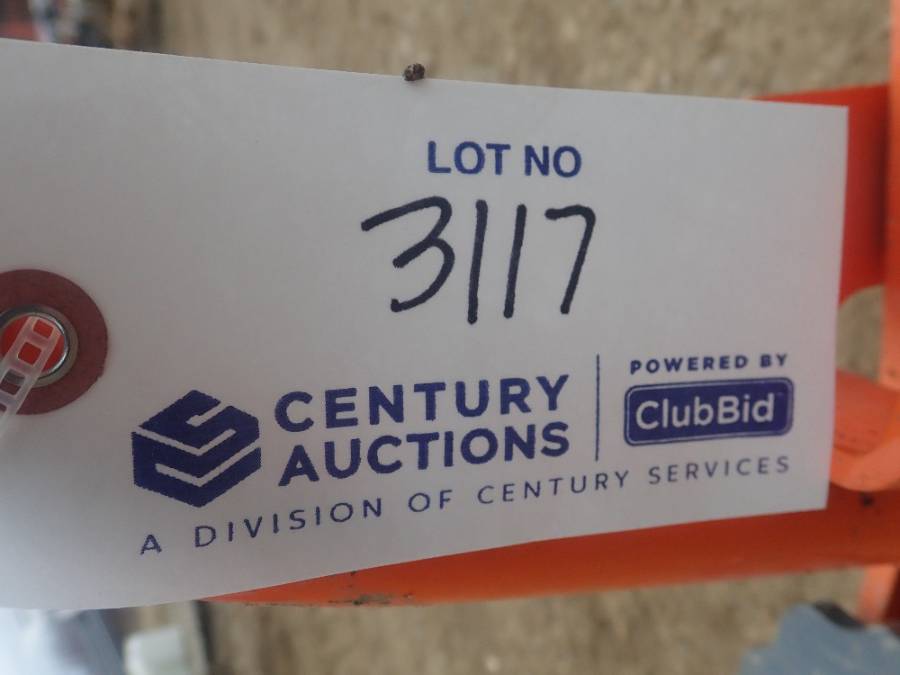 LOT NO
3117
CENTURY
AUCTIONS
POWERED BY
ClubBid
A DIVISION OF CENTURY SERVICES